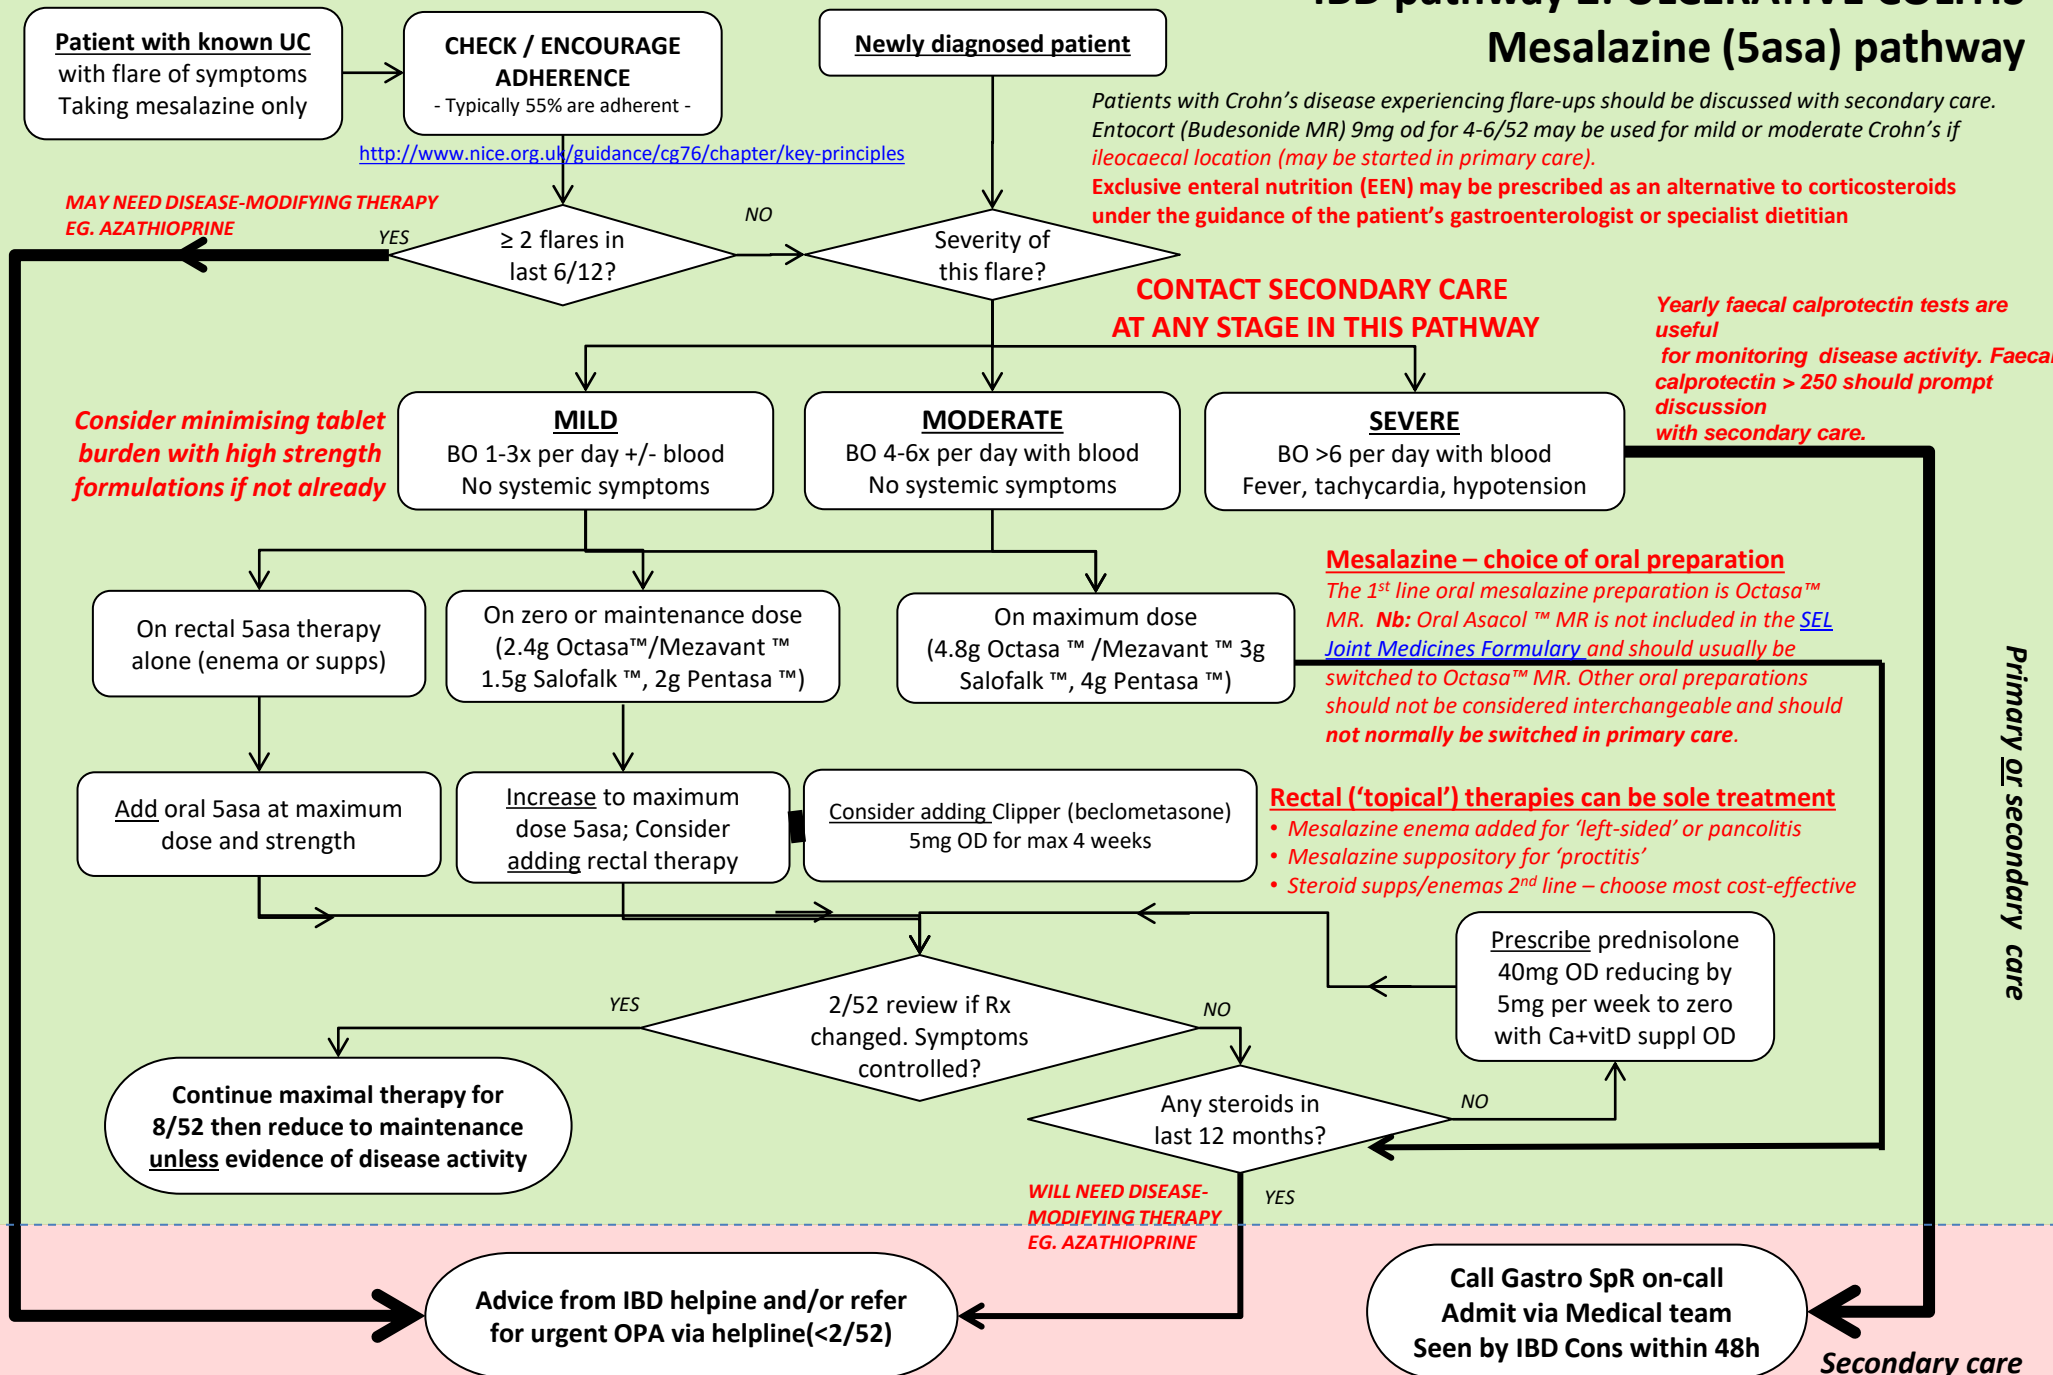 IBD pathway 2: ULCERATIVE COLITIS
Mesalazine (5asa) pathway
Patient with known UC
with flare of symptoms
Taking mesalazine only
CHECK / ENCOURAGE
ADHERENCE
- Typically 55% are adherent -
Newly diagnosed patient
http://www.nice.org.uk/guidance/cg76/chapter/key-principles
Patients with Crohn's disease experiencing flare-ups should be discussed with secondary care.
Entocort (Budesonide MR) 9mg od for 4-6/52 may be used for mild or moderate Crohn's if
ileocaecal location (may be started in primary care).
Exclusive enteral nutrition (EEN) may be prescribed as an alternative to corticosteroids
under the guidance of the patient's gastroenterologist or specialist dietitian
MAY NEED DISEASE-MODIFYING THERAPY
EG. AZATHIOPRINE
YES
≥ 2 flares in
last 6/12?
NO
Severity of
this flare?
CONTACT SECONDARY CARE
AT ANY STAGE IN THIS PATHWAY
Yearly faecal calprotectin tests are
useful
for monitoring disease activity. Faecal
calprotectin > 250 should prompt
discussion
with secondary care.
Consider minimising tablet
burden with high strength
formulations if not already
MILD
BO 1-3x per day +/- blood
No systemic symptoms
MODERATE
BO 4-6x per day with blood
No systemic symptoms
SEVERE
BO >6 per day with blood
Fever, tachycardia, hypotension
On rectal 5asa therapy
alone (enema or supps)
On zero or maintenance dose
(2.4g Octasa™/Mezavant ™
1.5g Salofalk ™, 2g Pentasa ™)
On maximum dose
(4.8g Octasa ™ /Mezavant ™ 3g
Salofalk ™, 4g Pentasa ™)
Mesalazine – choice of oral preparation
The 1st line oral mesalazine preparation is Octasa™
MR. Nb: Oral Asacol ™ MR is not included in the SEL
Joint Medicines Formulary and should usually be
switched to Octasa™ MR. Other oral preparations
should not be considered interchangeable and should
not normally be switched in primary care.
Add oral 5asa at maximum
dose and strength
Increase to maximum
dose 5asa; Consider
adding rectal therapy
Consider adding Clipper (beclometasone)
5mg OD for max 4 weeks
Rectal ('topical') therapies can be sole treatment
• Mesalazine enema added for 'left-sided' or pancolitis
• Mesalazine suppository for 'proctitis'
• Steroid supps/enemas 2nd line – choose most cost-effective
Primary or secondary care
Prescribe prednisolone
40mg OD reducing by
5mg per week to zero
with Ca+vitD suppl OD
YES
2/52 review if Rx
changed. Symptoms
controlled?
NO
Continue maximal therapy for
8/52 then reduce to maintenance
unless evidence of disease activity
Any steroids in
last 12 months?
NO
WILL NEED DISEASE-
MODIFYING THERAPY
EG. AZATHIOPRINE
YES
Advice from IBD helpine and/or refer
for urgent OPA via helpline(<2/52)
Call Gastro SpR on-call
Admit via Medical team
Seen by IBD Cons within 48h
Secondary care